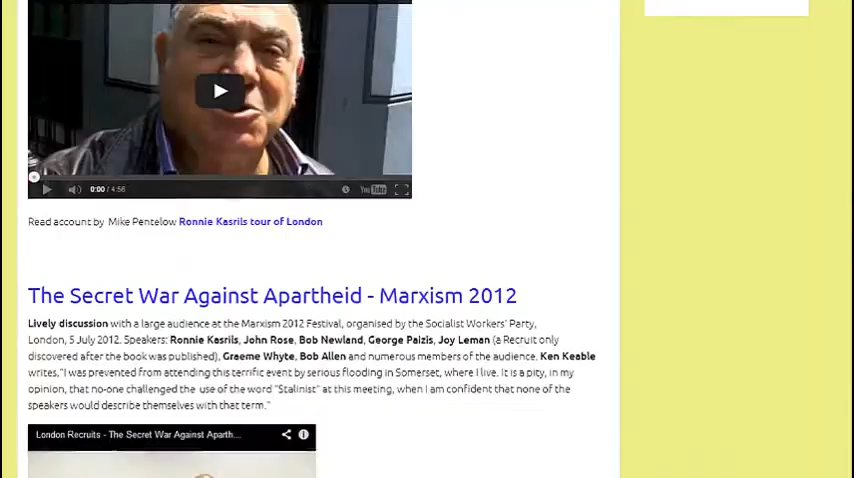 0:00 / 4:56
YouTube
Read account by Mike Pentelow Ronnie Kasrils tour of London
The Secret War Against Apartheid - Marxism 2012
Lively discussion with a large audience at the Marxism 2012 Festival, organised by the Socialist Workers' Party,
London, 5 July 2012. Speakers: Ronnie Kasrils, John Rose, Bob Newland, George Paizis, Joy Leman (a Recruit only
discovered after the book was published), Graeme Whyte, Bob Allen and numerous members of the audience. Ken Keable
writes,"I was prevented from attending this terrific event by serious flooding in Somerset, where I live. It is a pity, in my
opinion, that no-one challenged the use of the word "Stalinist" at this meeting, when I am confident that none of the
speakers would describe themselves with that term."
London Recruits - The Secret War Against Aparth...